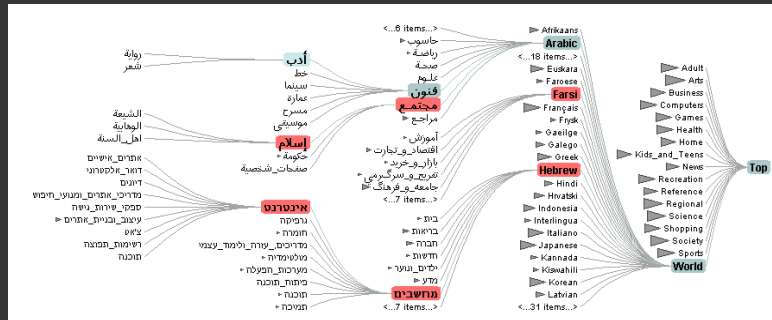 Top
Adult
Arts
Business
Computers
Games
Health
Home
Kids_and_Teens
News
Recreation
Reference
Regional
Science
Shopping
Society
Sports
World
Afrikaans
Arabic
<...18 items...>
Euskara
Faroese
Farsi
Français
Frysk
Gaeilge
Galego
Greek
Hebrew
Hindi
Hrvatski
Indonesia
Interlingua
Italiano
Japanese
Kannada
Kiswahili
Korean
Latvian
<...31 items...>
<...6 items...>
حاسوب
رياضة
صحة
علوم
فنون
مجتمع
مراجع
آموزش
اقتصاد_و_تجارت
بازار_و_خرید
تفریح_و_سرگرمی
جامعه_و_فرهنگ
<...7 items...>
בית
בריאות
חברה
חדשות
ילדים_ונוער
מדע
מחשבים
<...7 items...>
أدب
خط
سينما
عمارة
مسرح
موسيقى
إسلام
حكومة
صفحات_شخصية
אינטרנט
גרפיקה
חומרה
מדריכים,_עזרה_ולימוד_עצמי
מולטימדיה
מערכות_הפעלה
פיתוח_תוכנה
תוכנה
תמיכה
رواية
شعر
الشيعة
الوهابية
اهل_السنة
אתרים_אישיים
דואר_אלקטרוני
דיונים
מדריכי_אתרים_ומנועי_חיפוש
ספקי_שירות_גישה
עיצוב_ובניית_אתרים
צ'אט
רשימות_תפוצה
תוכנה